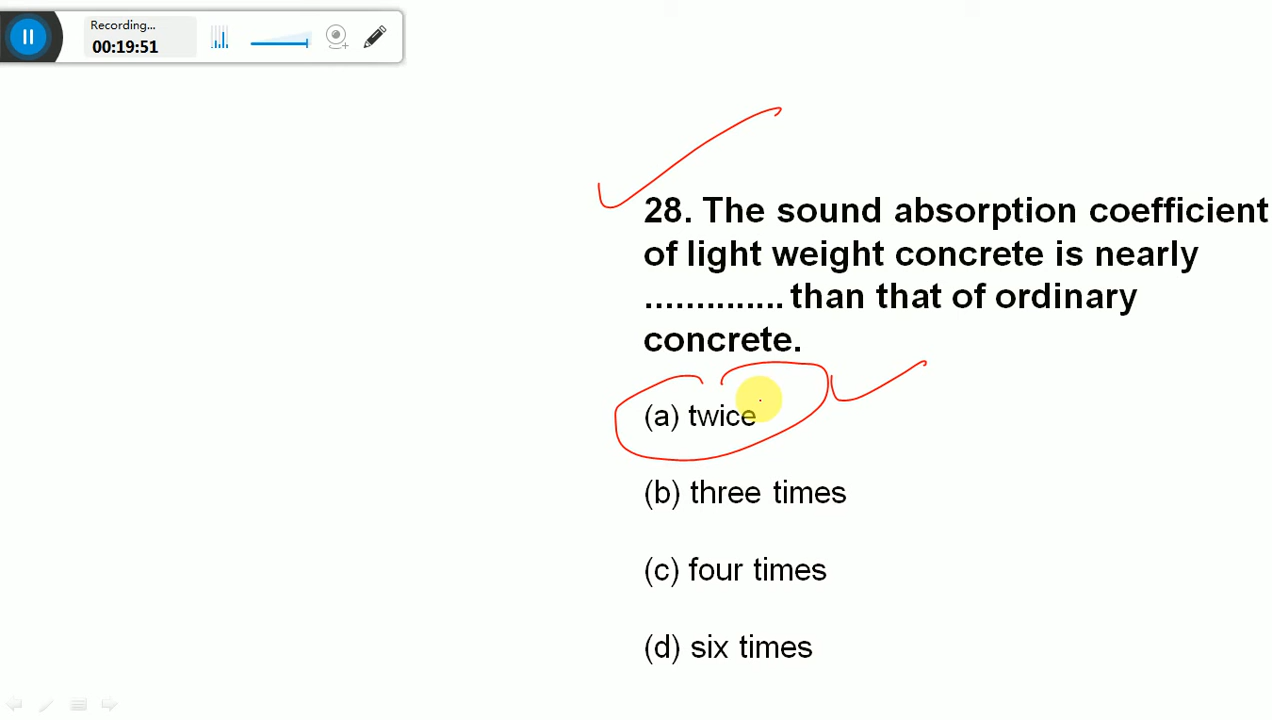 Recording...
00:19:51
28. The sound absorption coefficient
of light weight concrete is nearly
.............. than that of ordinary
concrete.
(a) twice
(b) three times
(c) four times
(d) six times